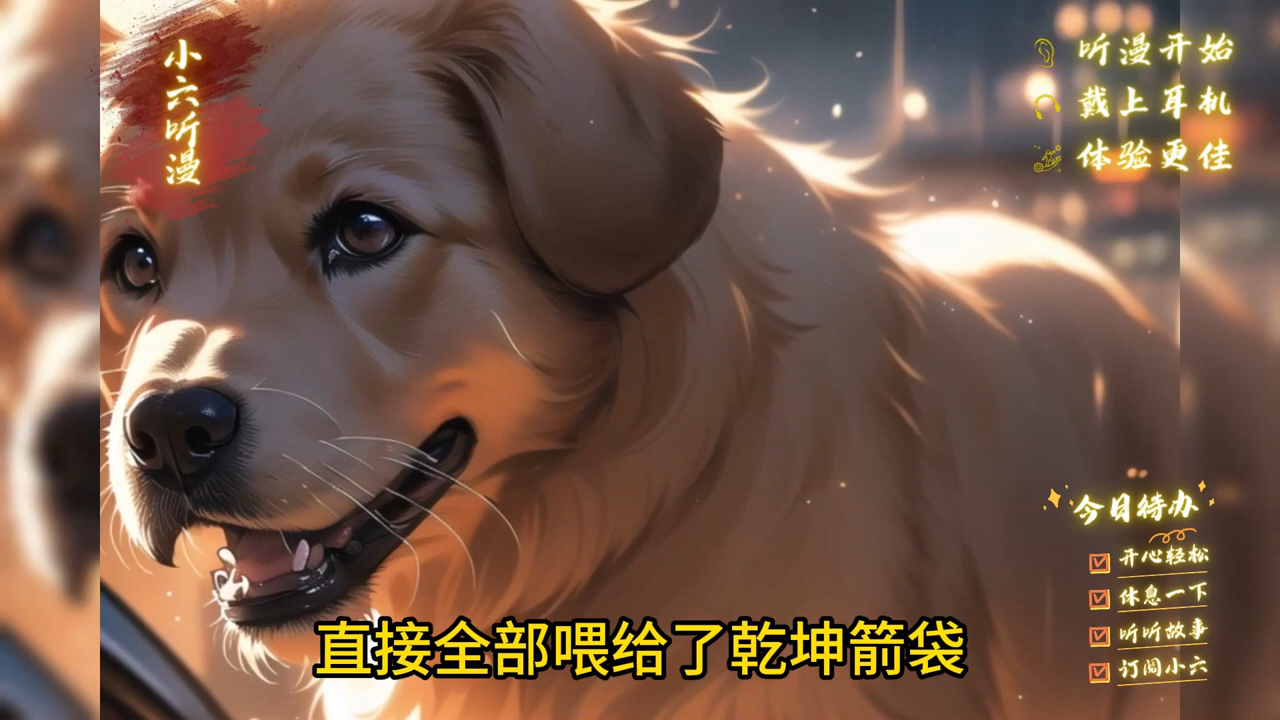 小六听漫
听漫开始
戴上耳机
体验更佳
今日待办
开心轻松
休息一下
听听故事
订阅小六
直接全部喂给了乾坤箭袋